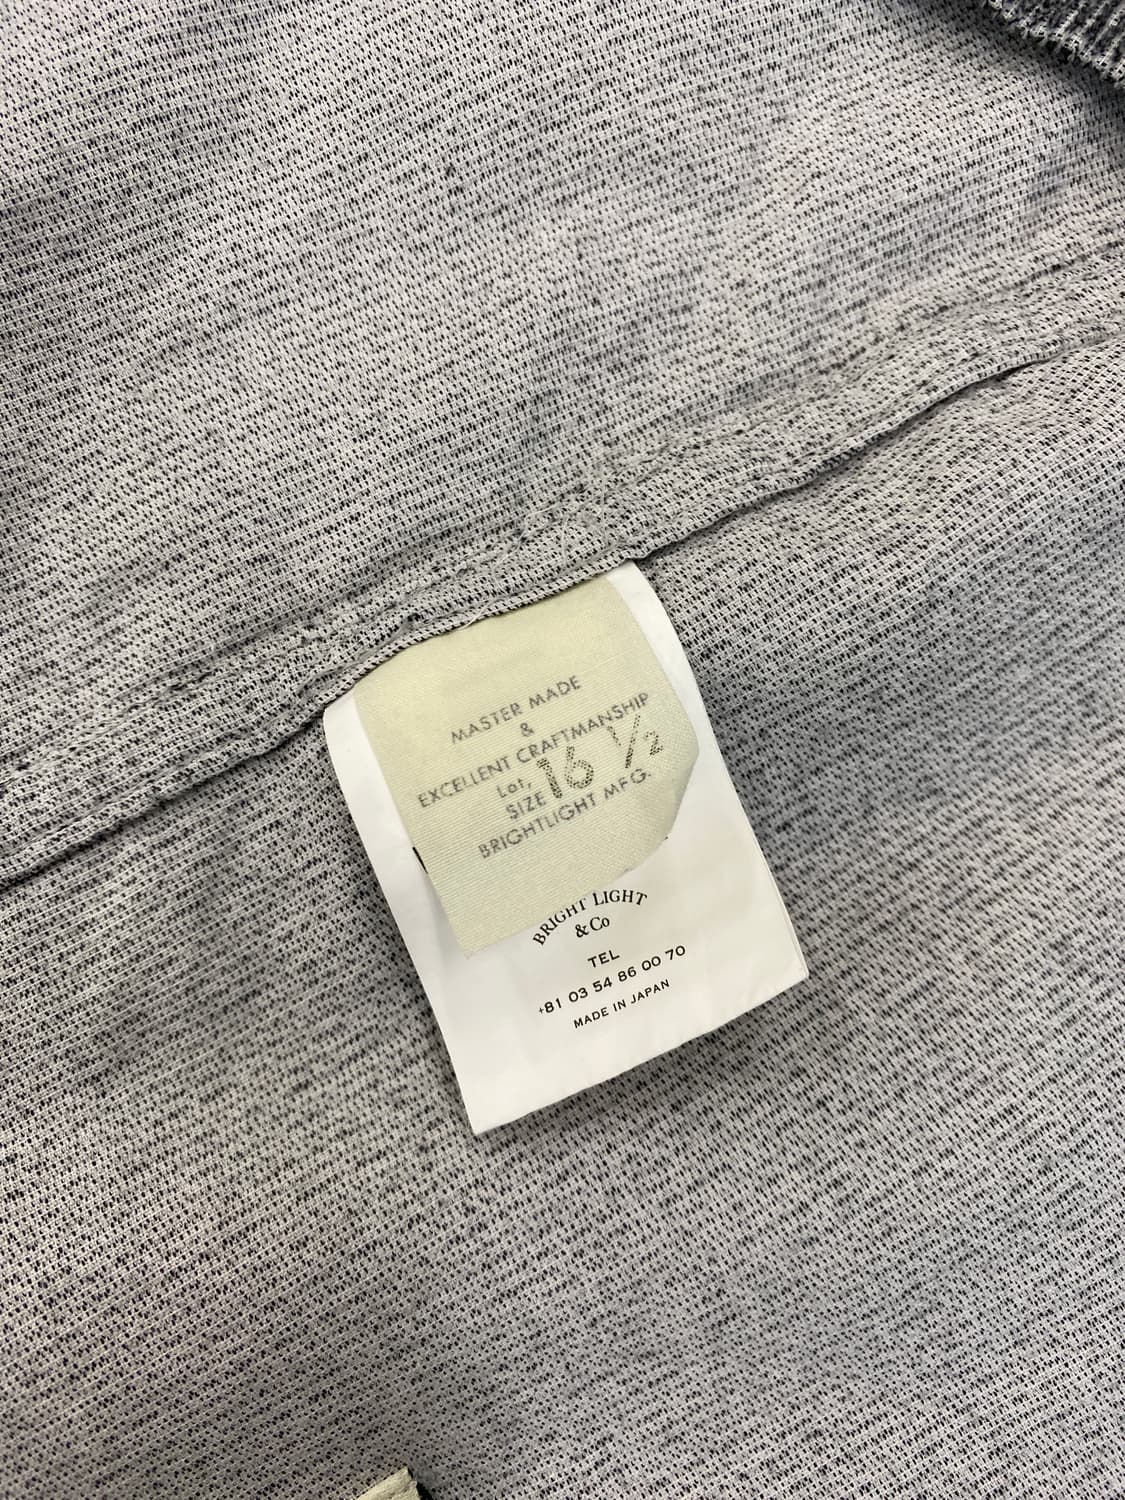 MASTER MADE
&
EXCELLENT CRAFTMANSHIP
Lot,
SIZE 16 1/2
BRIGHTLIGHT MFG.
BRIGHT LIGHT
& Co
TEL
+81 03 54 86 00 70
MADE IN JAPAN